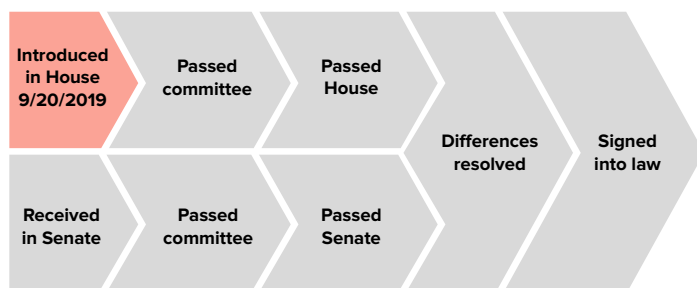 Introduced
in House
9/20/2019
Passed
committee
Passed
House
Differences
resolved
Signed
into law
Received
in Senate
Passed
committee
Passed
Senate